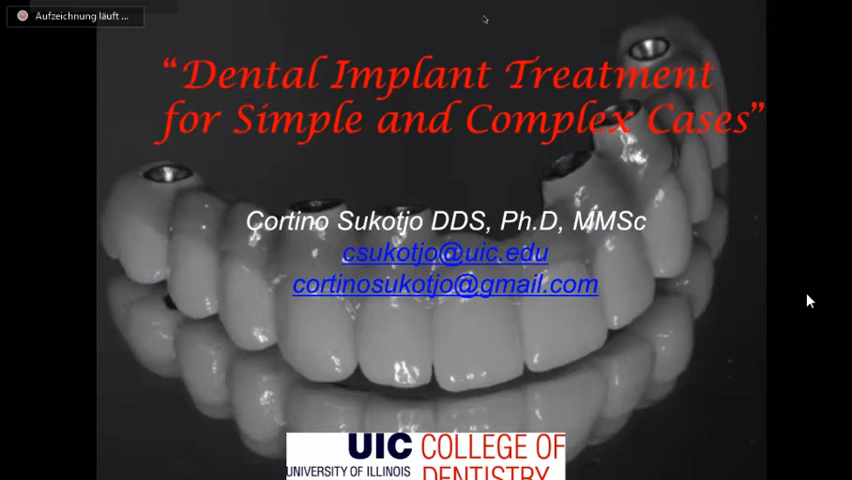 Aufzeichnung läuft ...
“Dental Implant Treatment
for Simple and Complex Cases”
Cortino Sukotjo DDS, Ph.D, MMSc
csukotjo@uic.edu
cortinosukotjo@gmail.com
UIC COLLEGE OF
UNIVERSITY OF ILLINOIS DENTISTRY